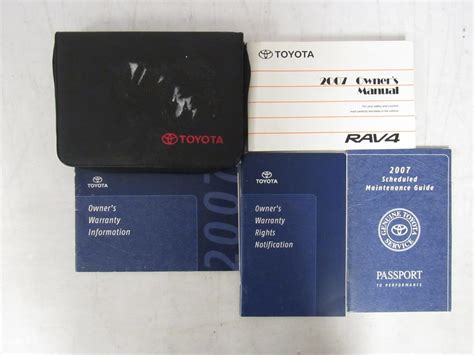 TOYOTA
TOYOTA
2007 Owner's
Manual
RAV4
TOYOTA
Owner's
Warranty
Information
2007
TOYOTA
Owner's
Warranty
Rights
Notification
2007
Scheduled
Maintenance Guide
GENUINE TOYOTA
SERVICE
PASSPORT
TO PERFORMANCE